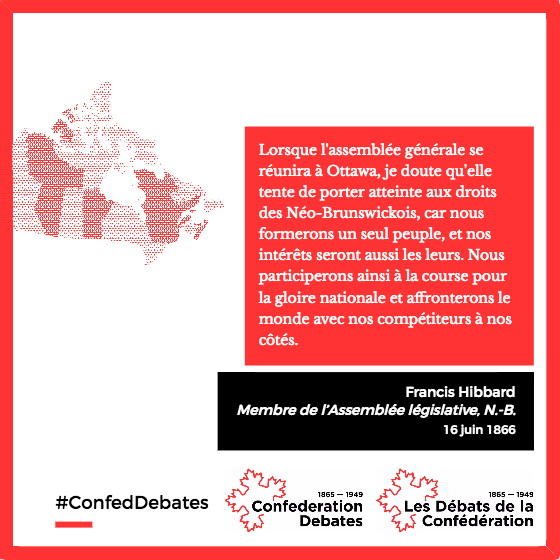 Lorsque l'assemblée générale se
réunira à Ottawa, je doute qu'elle
tente de porter atteinte aux droits
des Néo-Brunswickois, car nous
formerons un seul peuple, et nos
intérêts seront aussi les leurs. Nous
participerons ainsi à la course pour
la gloire nationale et affronterons le
monde avec nos compétiteurs à nos
côtés.
Francis Hibbard
Membre de l'Assemblée législative, N.-B.
16 juin 1866
#ConfedDebates
1865 — 1949
Confederation
Debates
1865 — 1949
Les Débats de la
Confédération